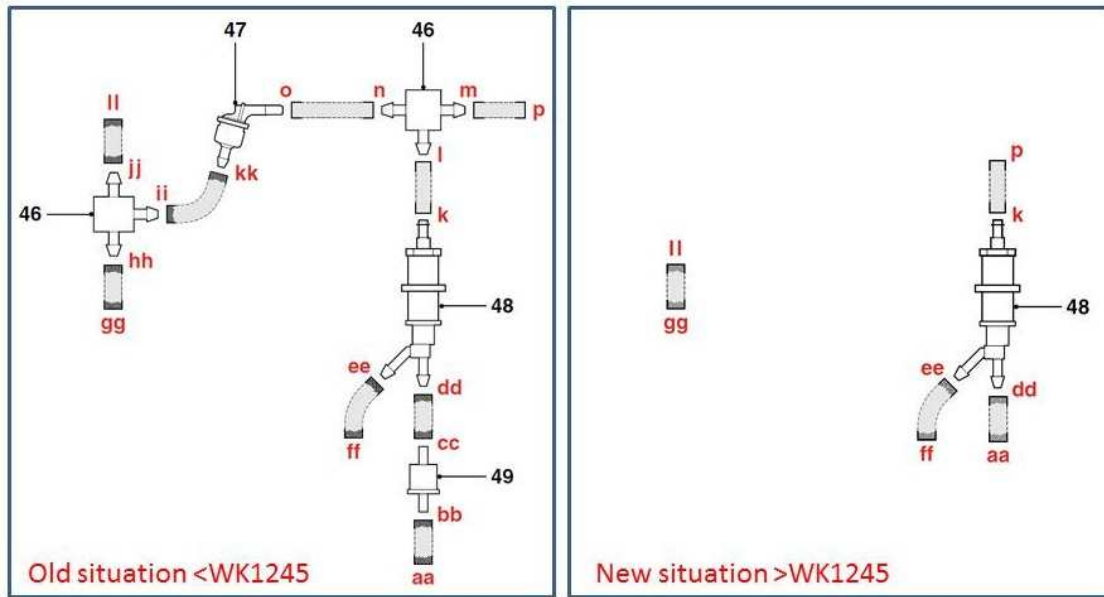 47
46
o
n
m
p
ll
l
jj
ii
kk
k
46
hh
gg
48
ee
dd
ff
cc
49
bb
aa
Old situation <WK1245
p
k
ll
gg
48
ee
dd
ff
aa
New situation >WK1245